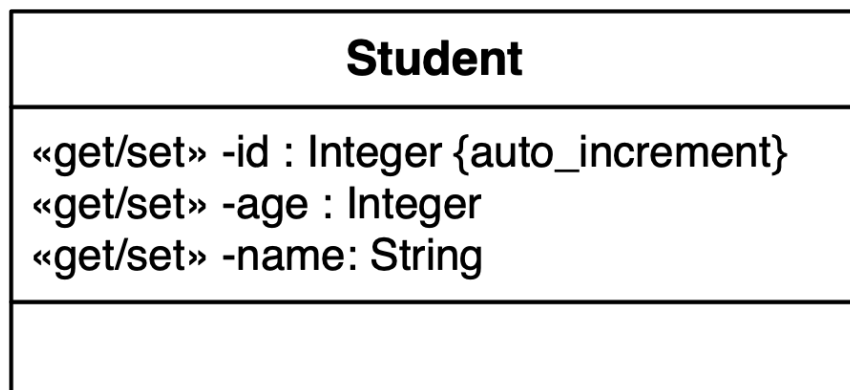 Student
«get/set» -id : Integer {auto_increment}
«get/set» -age : Integer
«get/set» -name: String